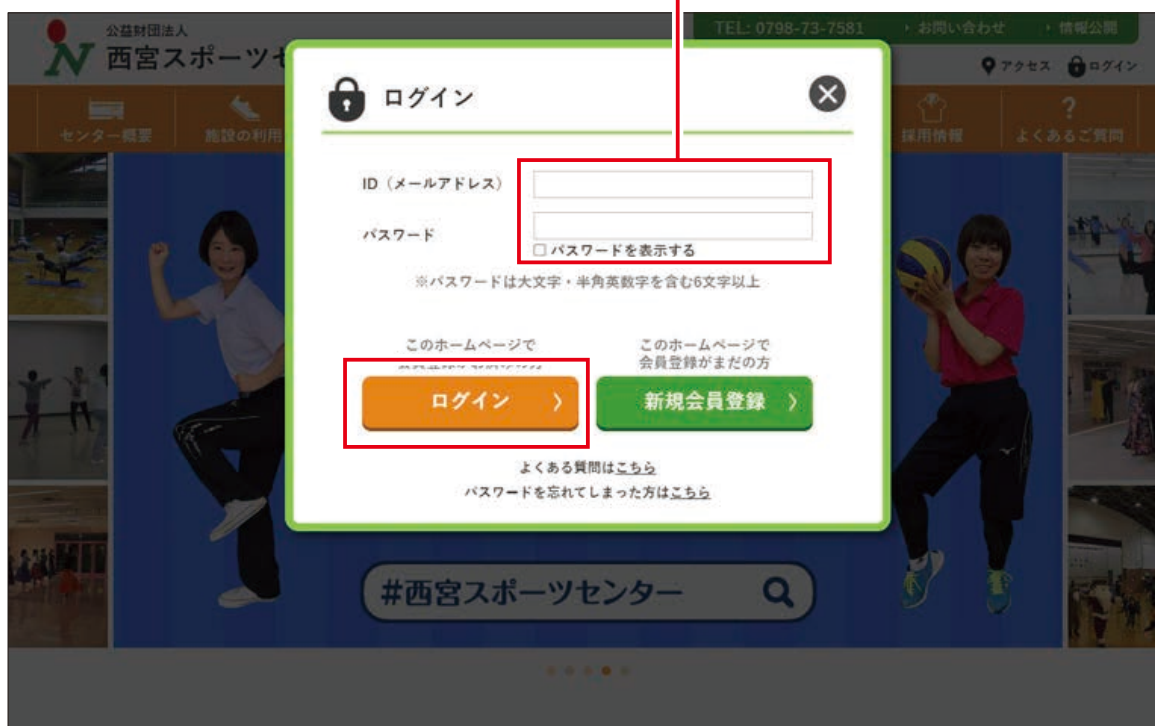 公益財団法人
西宮スポーツセ
TEL: 0798-73-7581
お問い合わせ
情報公開
アクセス
ログイン
センター概要
施設の利用
採用情報
よくあるご質問
ログイン
ID(メールアドレス)
パスワード
パスワードを表示する
※パスワードは大文字・半角英数字を含む6文字以上
このホームページで
ログイン
このホームページで
会員登録がまだの方
新規会員登録
よくある質問はこちら
パスワードを忘れてしまった方はこちら
#西宮スポーツセンター